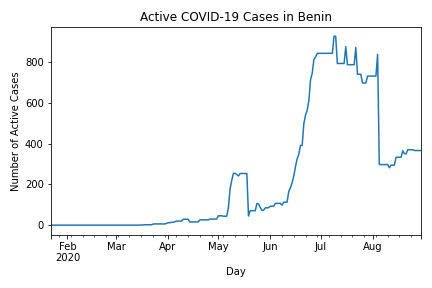 Active COVID-19 Cases in Benin
Number of Active Cases
800
600
400
200
0
Feb Mar Apr May Jun Jul Aug
2020
Day